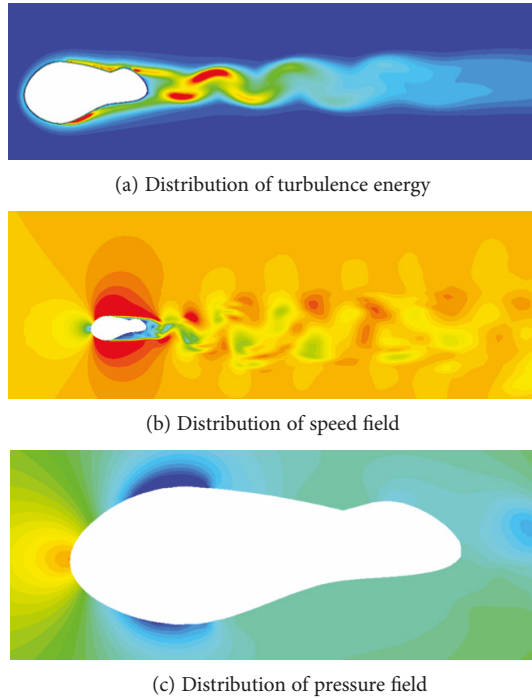 (a) Distribution of turbulence energy
(b) Distribution of speed field
(c) Distribution of pressure field